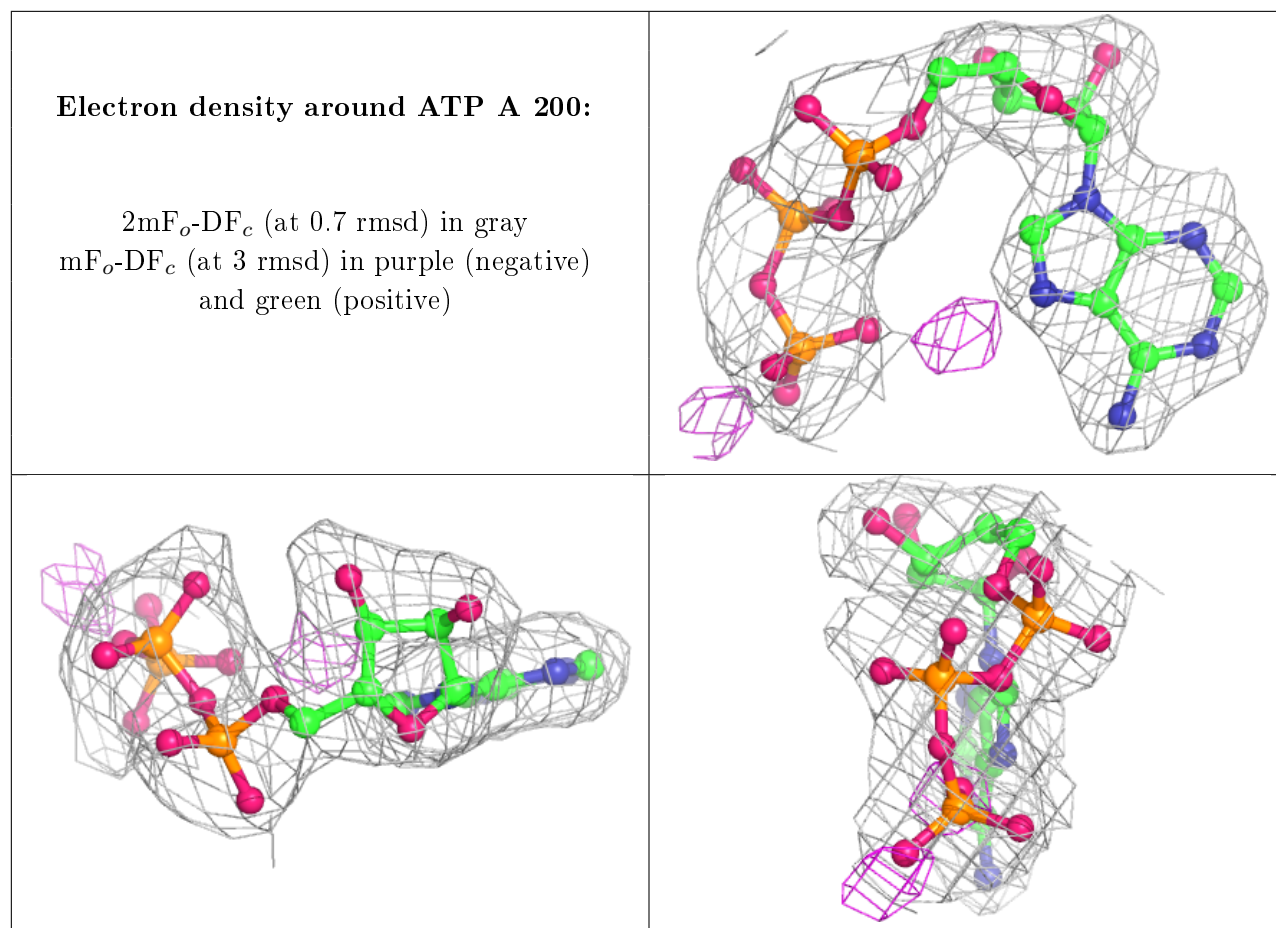 Electron density around ATP A 200:
2mFₒ-DF𝒸 (at 0.7 rmsd) in gray
mFₒ-DF𝒸 (at 3 rmsd) in purple (negative)
and green (positive)